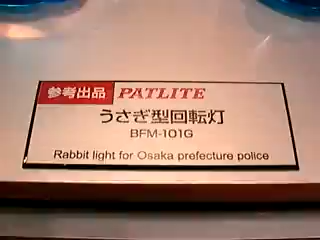 参考出品 PATLITE
うさぎ型回転灯
BFM-101G
Rabbit light for Osaka prefecture police